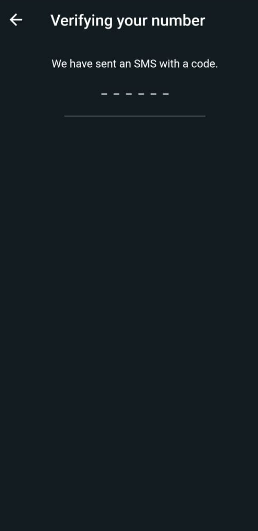 Verifying your number
We have sent an SMS with a code.
– – – – – –